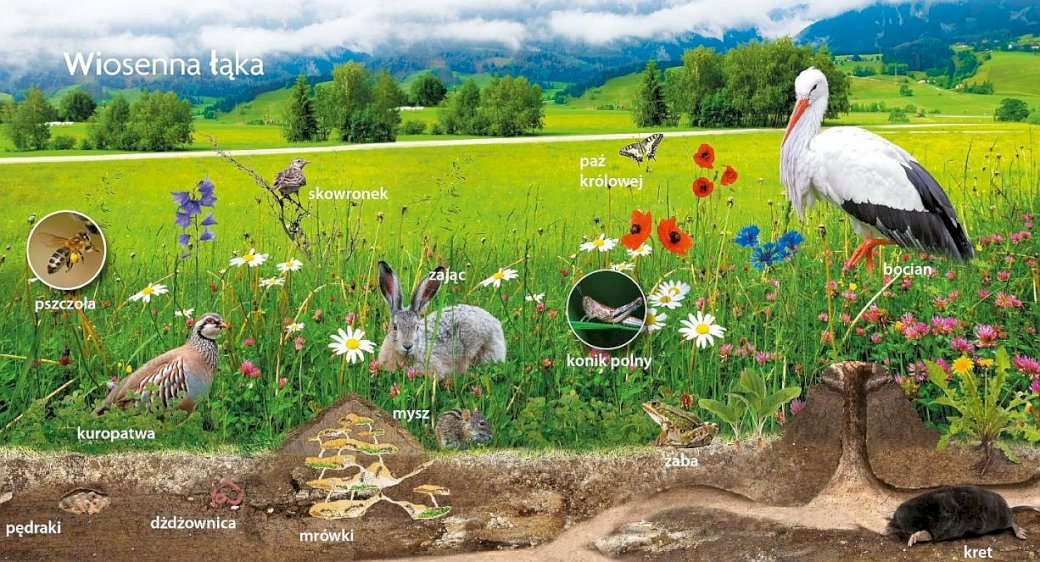 Wiosenna łąka
skowronek
paź
królowej
pszczoła
zając
bocian
konik polny
kuropatwa
mysz
żaba
pędraki
dżdżownica
mrówki
kret